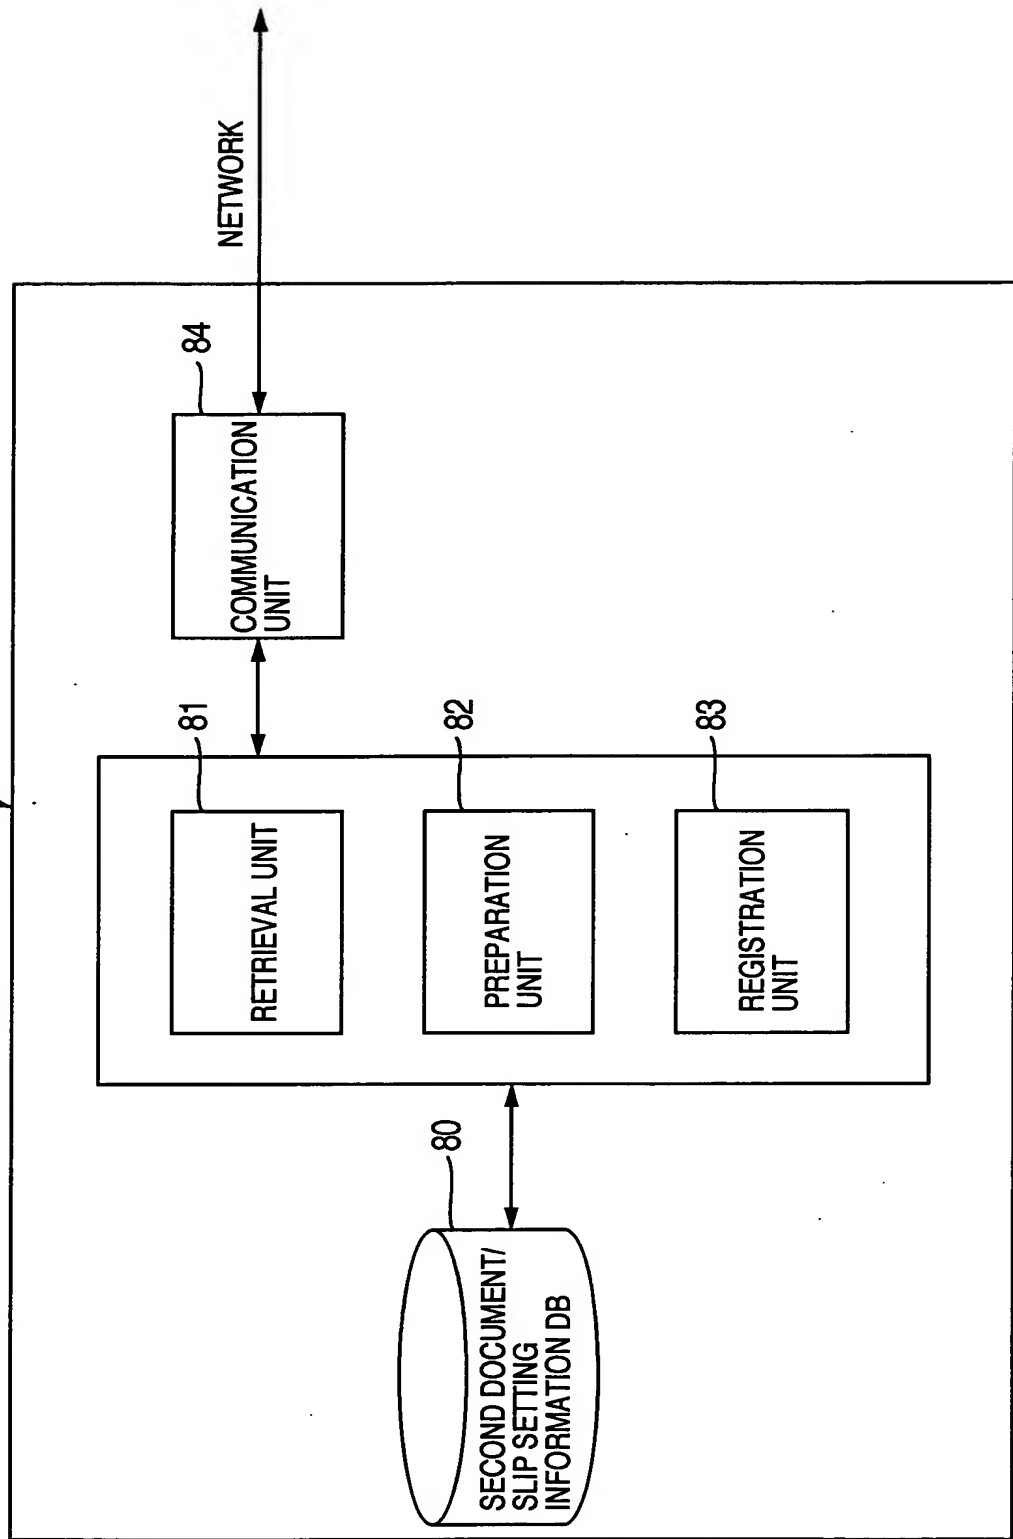 80
SECOND DOCUMENT/
SLIP SETTING
INFORMATION DB
81
RETRIEVAL UNIT
82
PREPARATION
UNIT
83
REGISTRATION
UNIT
84
COMMUNICATION
UNIT
NETWORK